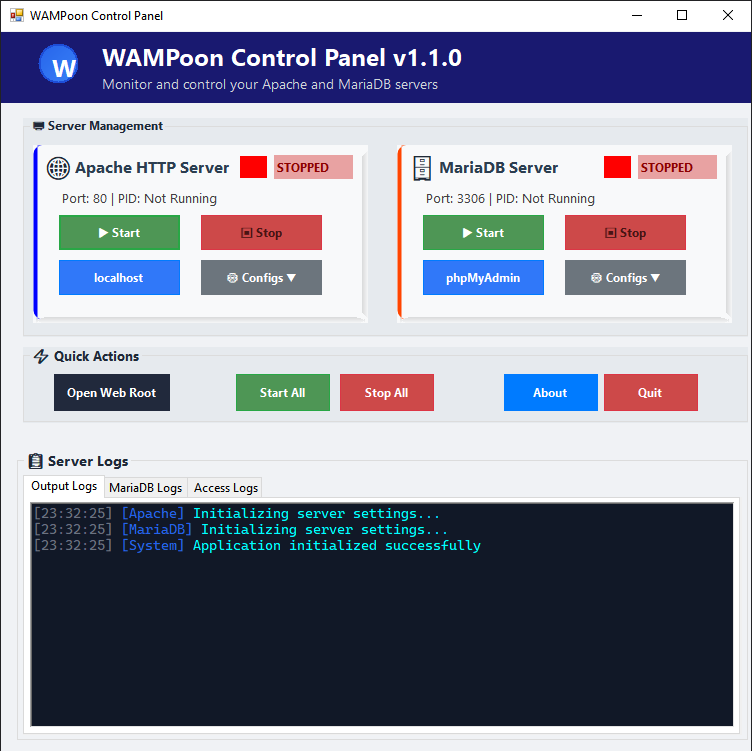 WAMPoon Control Panel
W
WAMPoon Control Panel v1.1.0
Monitor and control your Apache and MariaDB servers
Server Management
Apache HTTP Server STOPPED
Port: 80 | PID: Not Running
▶ Start Stop
localhost Configs ▼
MariaDB Server STOPPED
Port: 3306 | PID: Not Running
▶ Start Stop
phpMyAdmin Configs ▼
Quick Actions
Open Web Root Start All Stop All About Quit
Server Logs
Output Logs MariaDB Logs Access Logs
[23:32:25] [Apache] Initializing server settings...
[23:32:25] [MariaDB] Initializing server settings...
[23:32:25] [System] Application initialized successfully